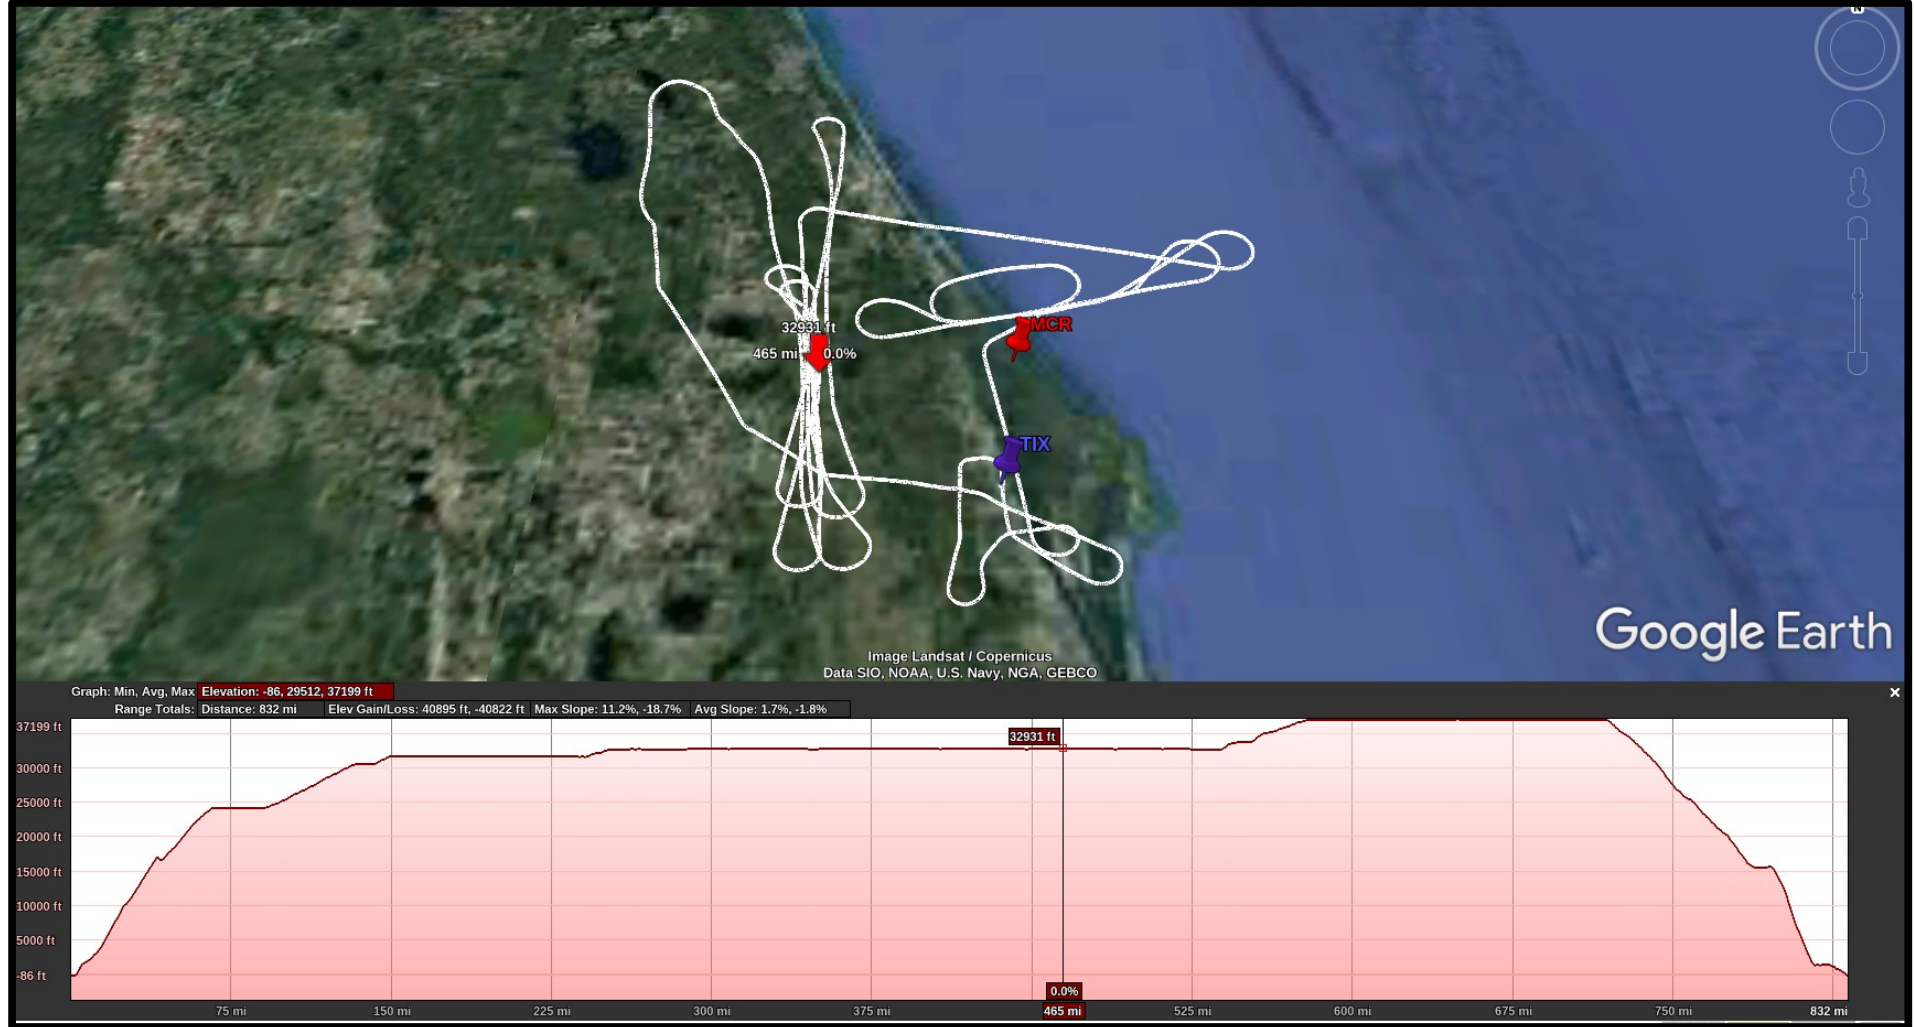 N
32931 ft
MCR
465 mi 0.0%
TIX
Google Earth
Image Landsat / Copernicus
Data SIO, NOAA, U.S. Navy, NGA, GEBCO
Graph: Min, Avg, Max Elevation: -86, 29512, 37199 ft
Range Totals: Distance: 832 mi Elev Gain/Loss: 40895 ft, -40822 ft Max Slope: 11.2%, -18.7% Avg Slope: 1.7%, -1.8%
37199 ft
32931 ft
30000 ft
25000 ft
20000 ft
15000 ft
10000 ft
5000 ft
-86 ft
0.0%
75 mi 150 mi 225 mi 300 mi 375 mi 465 mi 525 mi 600 mi 675 mi 750 mi 832 mi